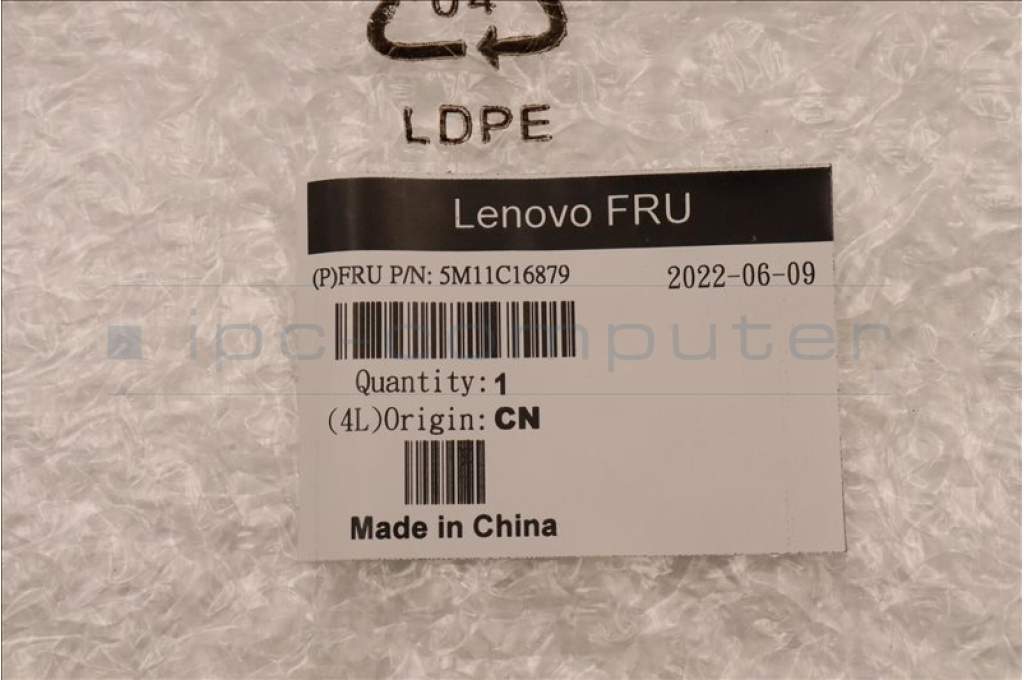 04
LDPE
Lenovo FRU
(P)FRU P/N: 5M11C16879 2022-06-09
ipc-computer
Quantity: 1
(4L)Origin: CN
Made in China